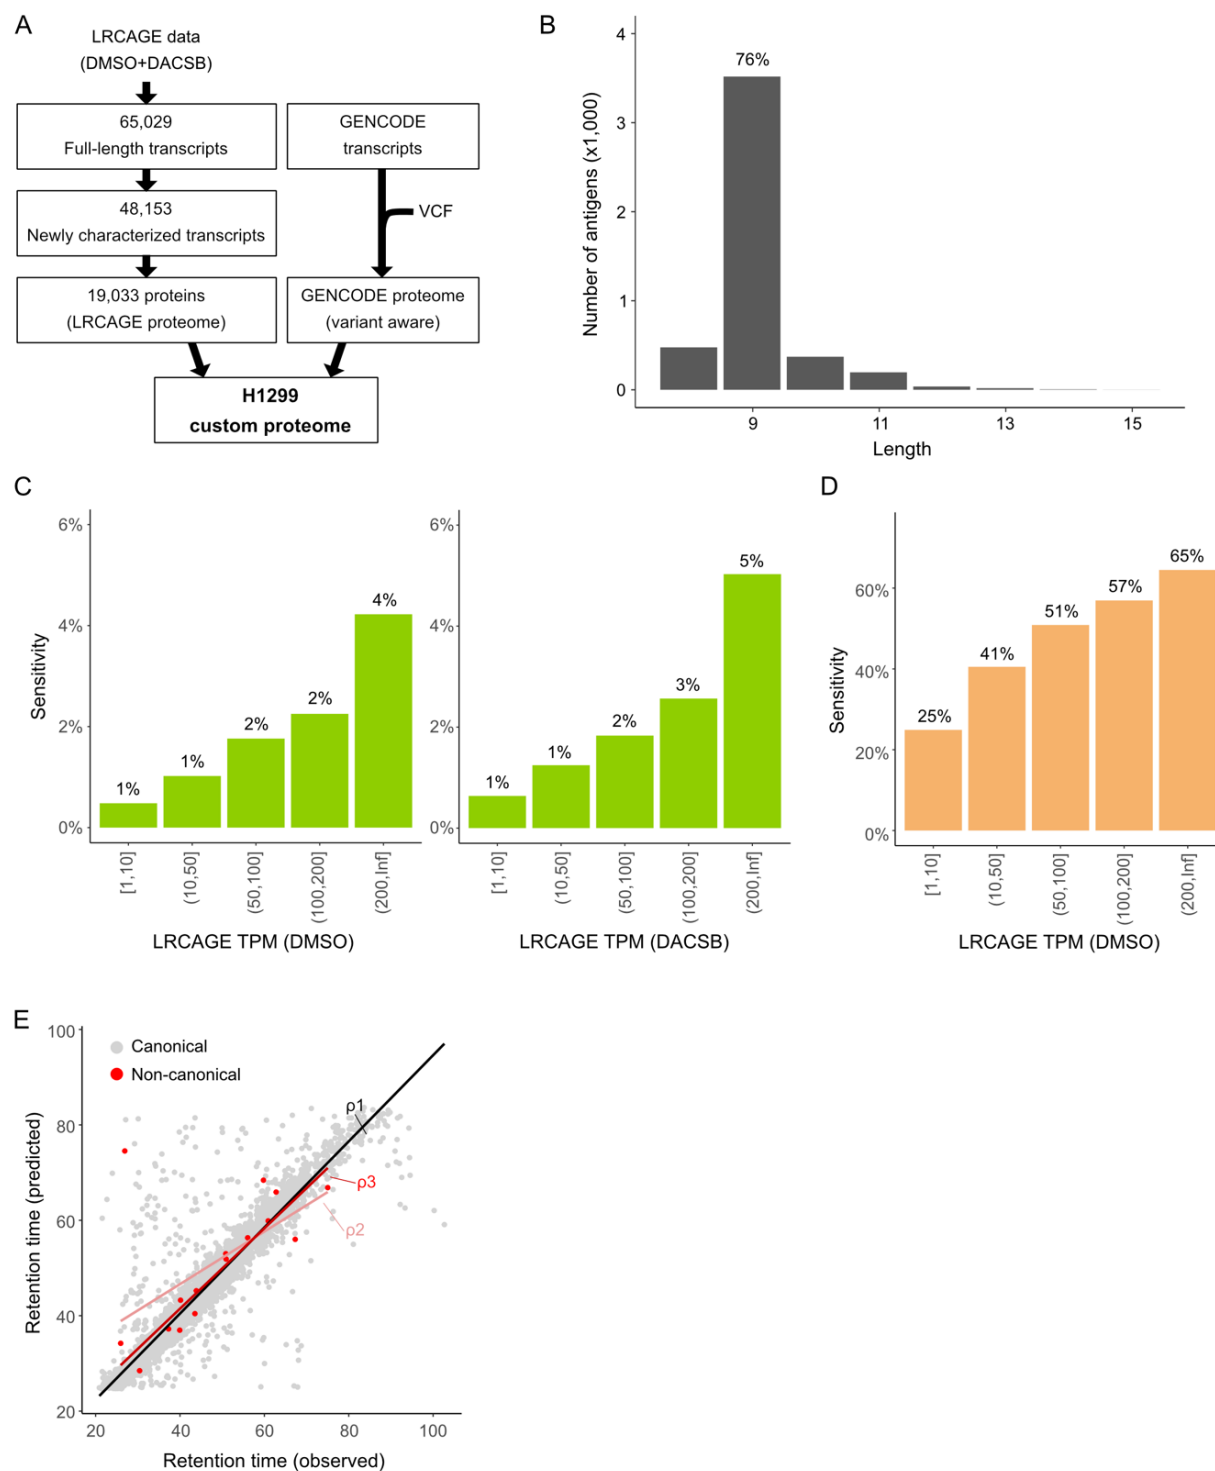 A
LRCAGE data
(DMSO+DACSB)
65,029
Full-length transcripts
48,153
Newly characterized transcripts
19,033 proteins
(LRCAGE proteome)
GENCODE
transcripts
VCF
GENCODE proteome
(variant aware)
H1299
custom proteome
B
Number of antigens (x1,000)
4
3
2
1
0
76%
9
11
13
15
Length
C
Sensitivity
6%
4%
2%
0%
1%
1%
2%
2%
4%
[1,10]
(10,50]
(50,100]
(100,200]
(200,Inf]
LRCAGE TPM (DMSO)
6%
4%
2%
0%
1%
1%
2%
3%
5%
[1,10]
(10,50]
(50,100]
(100,200]
(200,Inf]
LRCAGE TPM (DACSB)
D
Sensitivity
60%
40%
20%
0%
25%
41%
51%
57%
65%
[1,10]
(10,50]
(50,100]
(100,200]
(200,Inf]
LRCAGE TPM (DMSO)
E
Retention time (predicted)
100
80
60
40
20
Canonical
Non-canonical
ρ1
ρ3
ρ2
20
40
60
80
100
Retention time (observed)